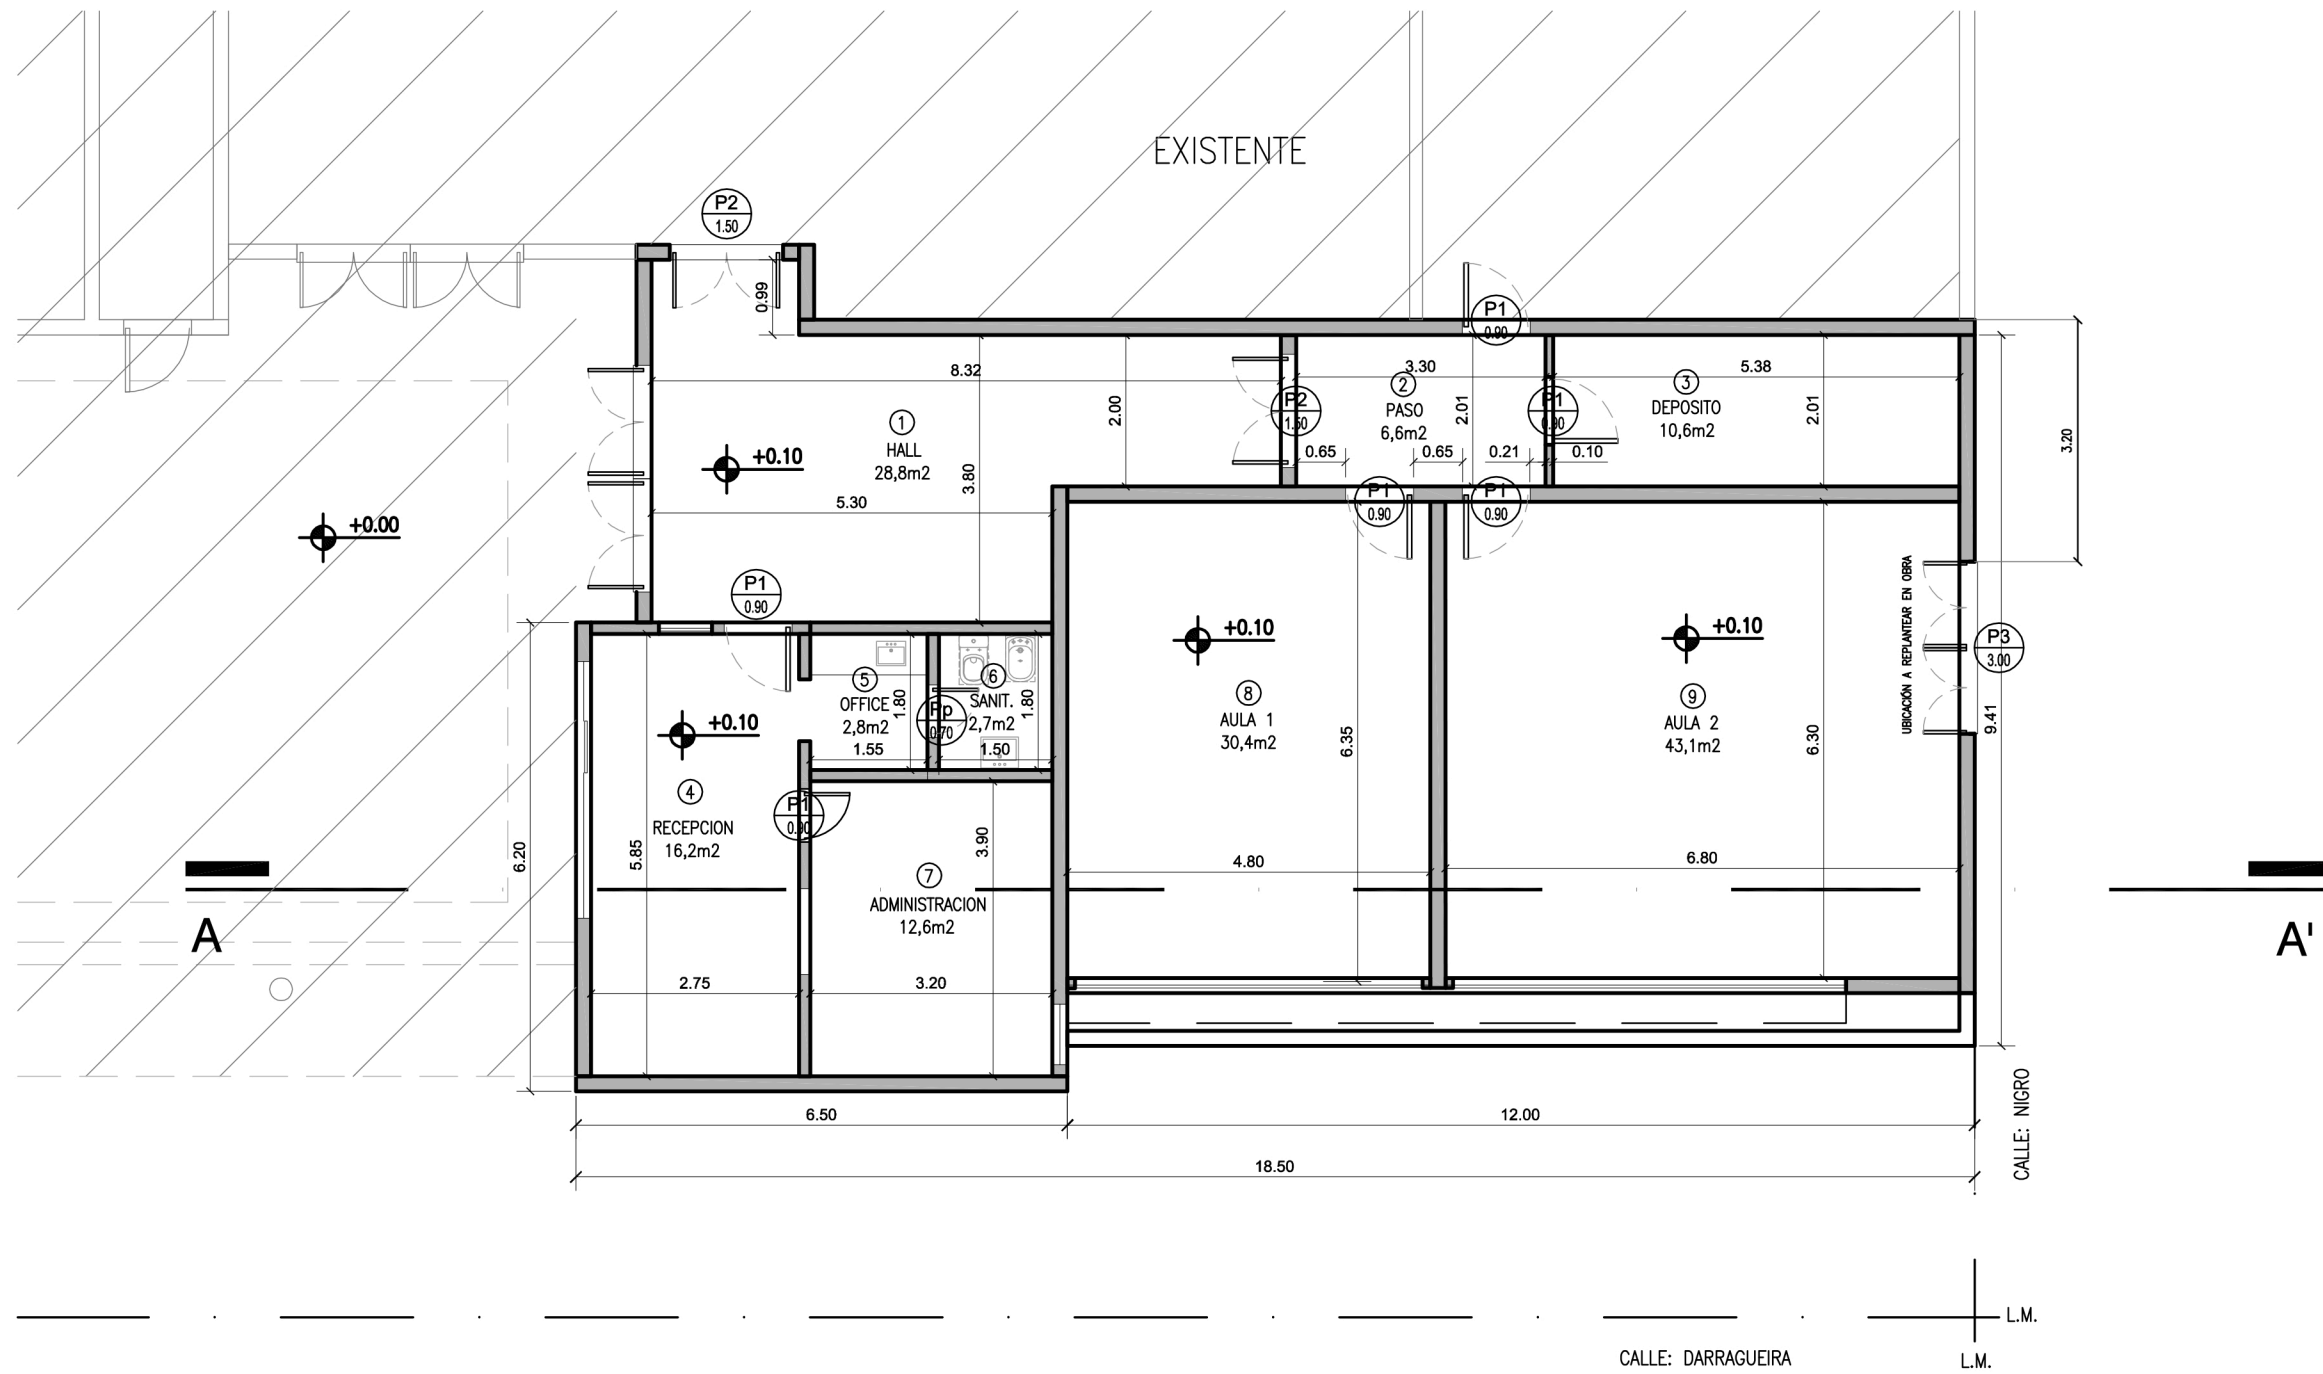 EXISTENTE
P2
1.50
0.99
P1
0.90
8.32
3.30
5.38
2
PASO
6,6m2
3
DEPOSITO
10,6m2
P2
1.50
P1
0.90
2.00
2.01
2.01
3.20
1
HALL
28,8m2
+0.10
3.80
0.65
0.65
0.21
0.10
5.30
P1
0.90
P1
0.90
+0.00
P1
0.90
UBICACIÓN A REPLANTEAR EN OBRA
+0.10
+0.10
P3
3.00
5
OFFICE
2,8m2
1.80
Pp
0.70
6
SANIT.
2,7m2
1.80
8
AULA 1
30,4m2
9
AULA 2
43,1m2
+0.10
1.55
1.50
6.35
6.30
9.41
4
RECEPCION
16,2m2
P1
0.90
6.20
5.85
3.90
4.80
6.80
7
ADMINISTRACION
12,6m2
A
A'
2.75
3.20
6.50
12.00
CALLE: NIGRO
18.50
L.M.
CALLE: DARRAGUEIRA
L.M.